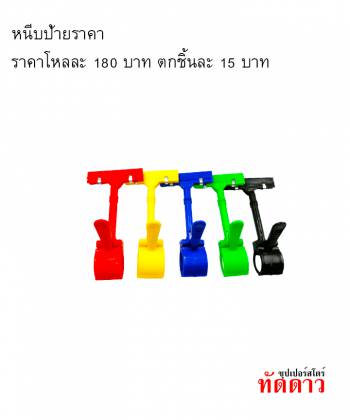 หนีบป้ายราคา
ราคาโหลละ 180 บาท ตกชิ้นละ 15 บาท
ซุปเปอร์สโตร์
ทัดดาว